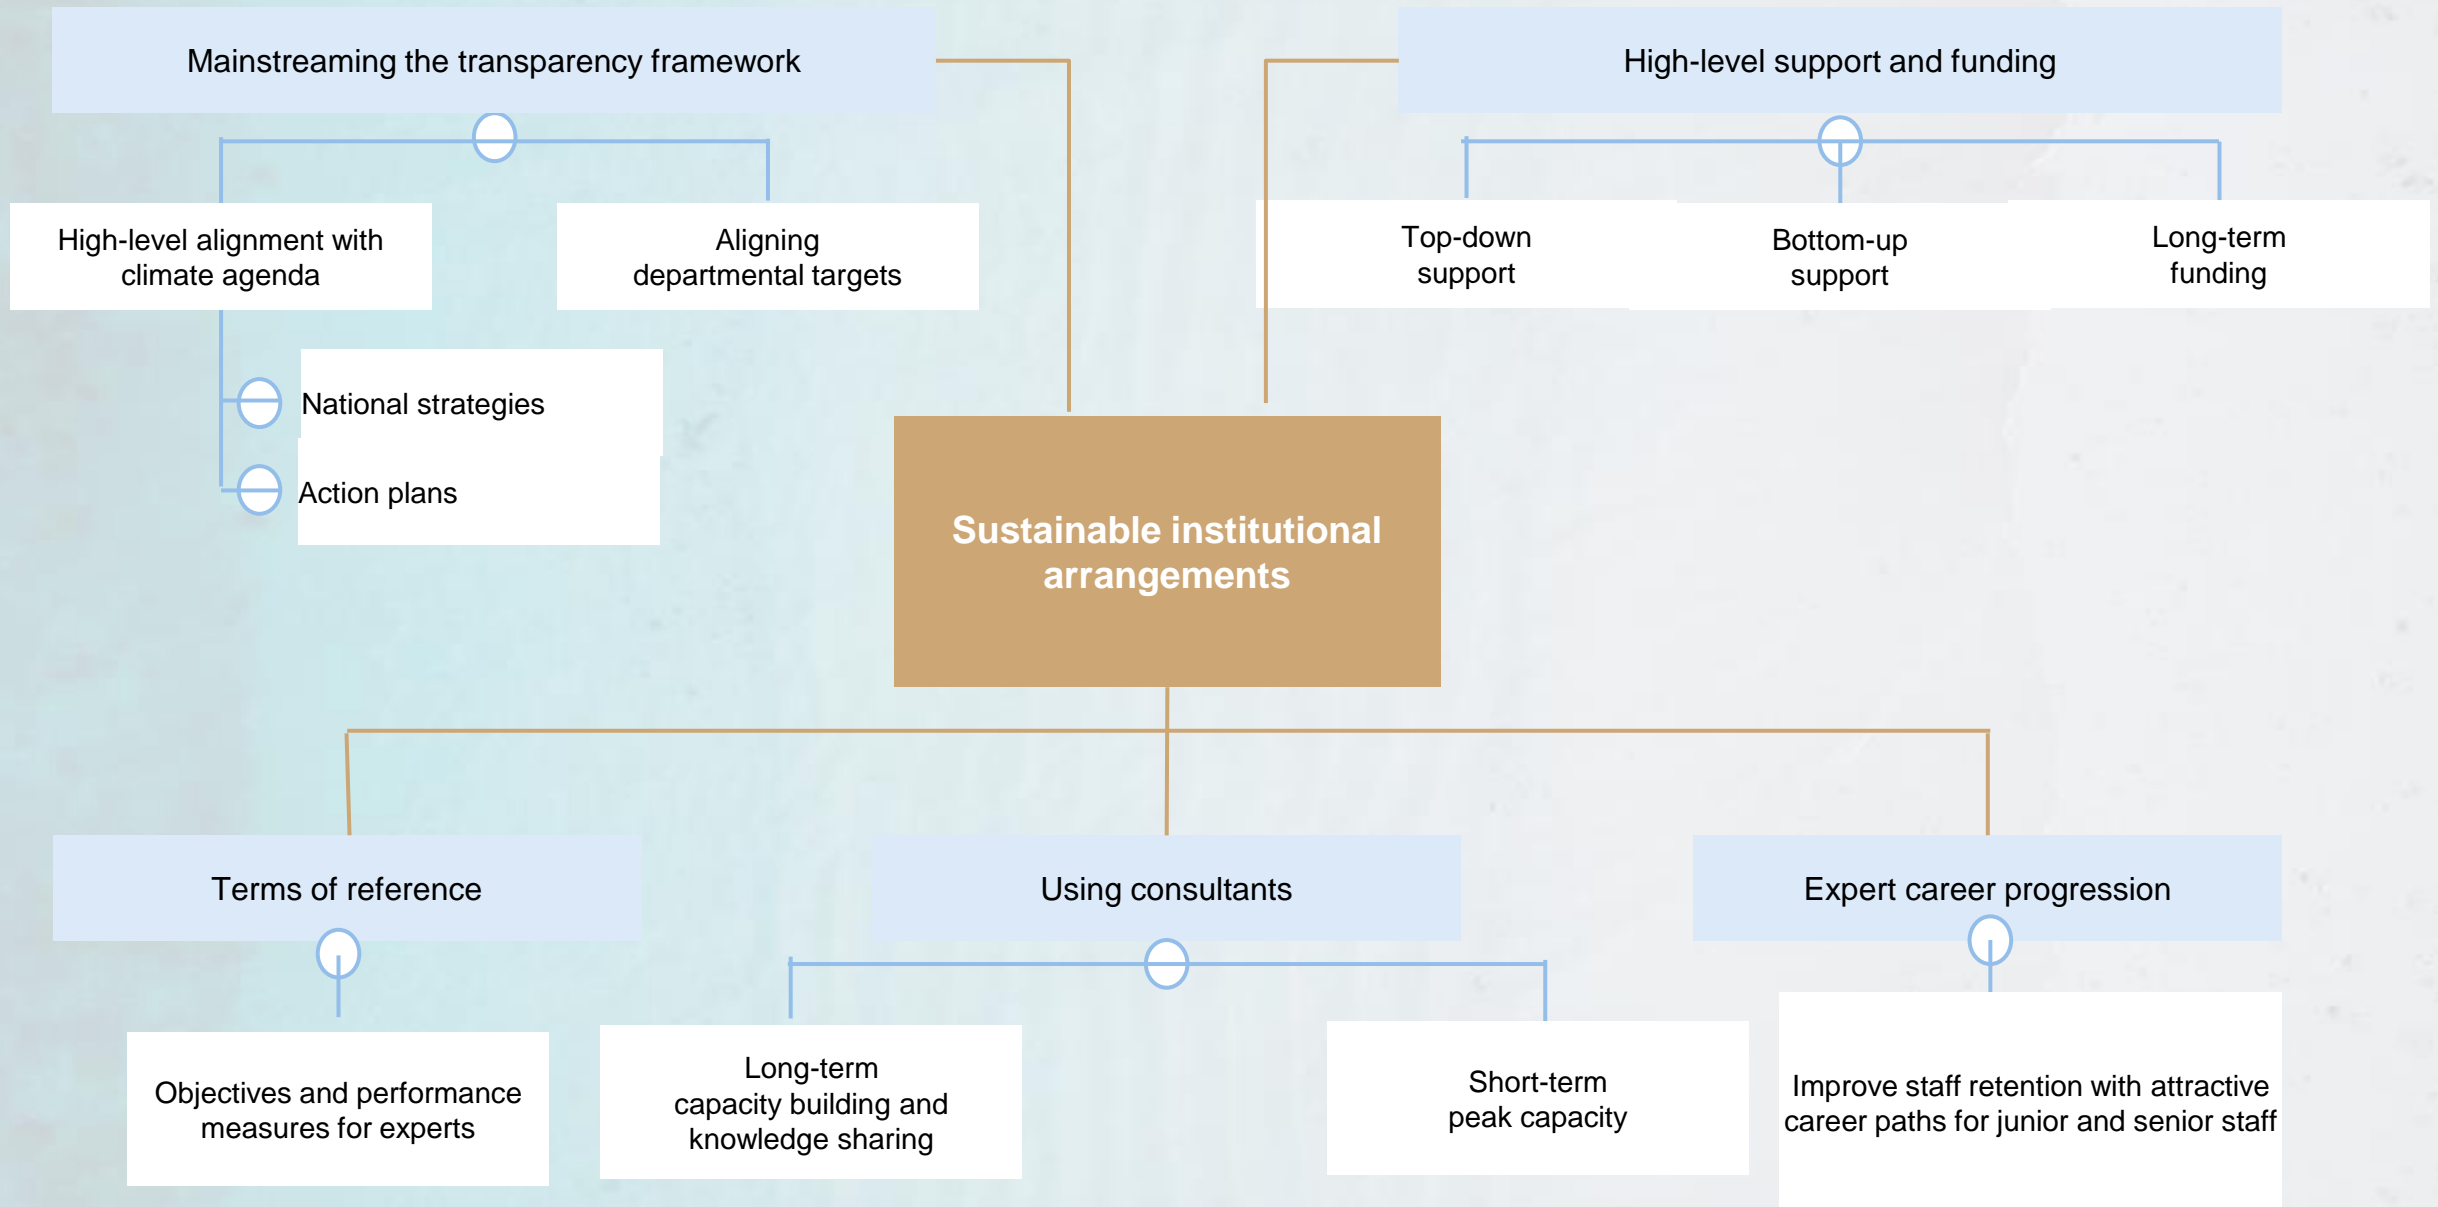 Mainstreaming the transparency framework
High-level support and funding
High-level alignment with
climate agenda
Aligning
departmental targets
Top-down
support
Bottom-up
support
Long-term
funding
National strategies
Action plans
Sustainable institutional
arrangements
Terms of reference
Using consultants
Expert career progression
Objectives and performance
measures for experts
Long-term
capacity building and
knowledge sharing
Short-term
peak capacity
Improve staff retention with attractive
career paths for junior and senior staff